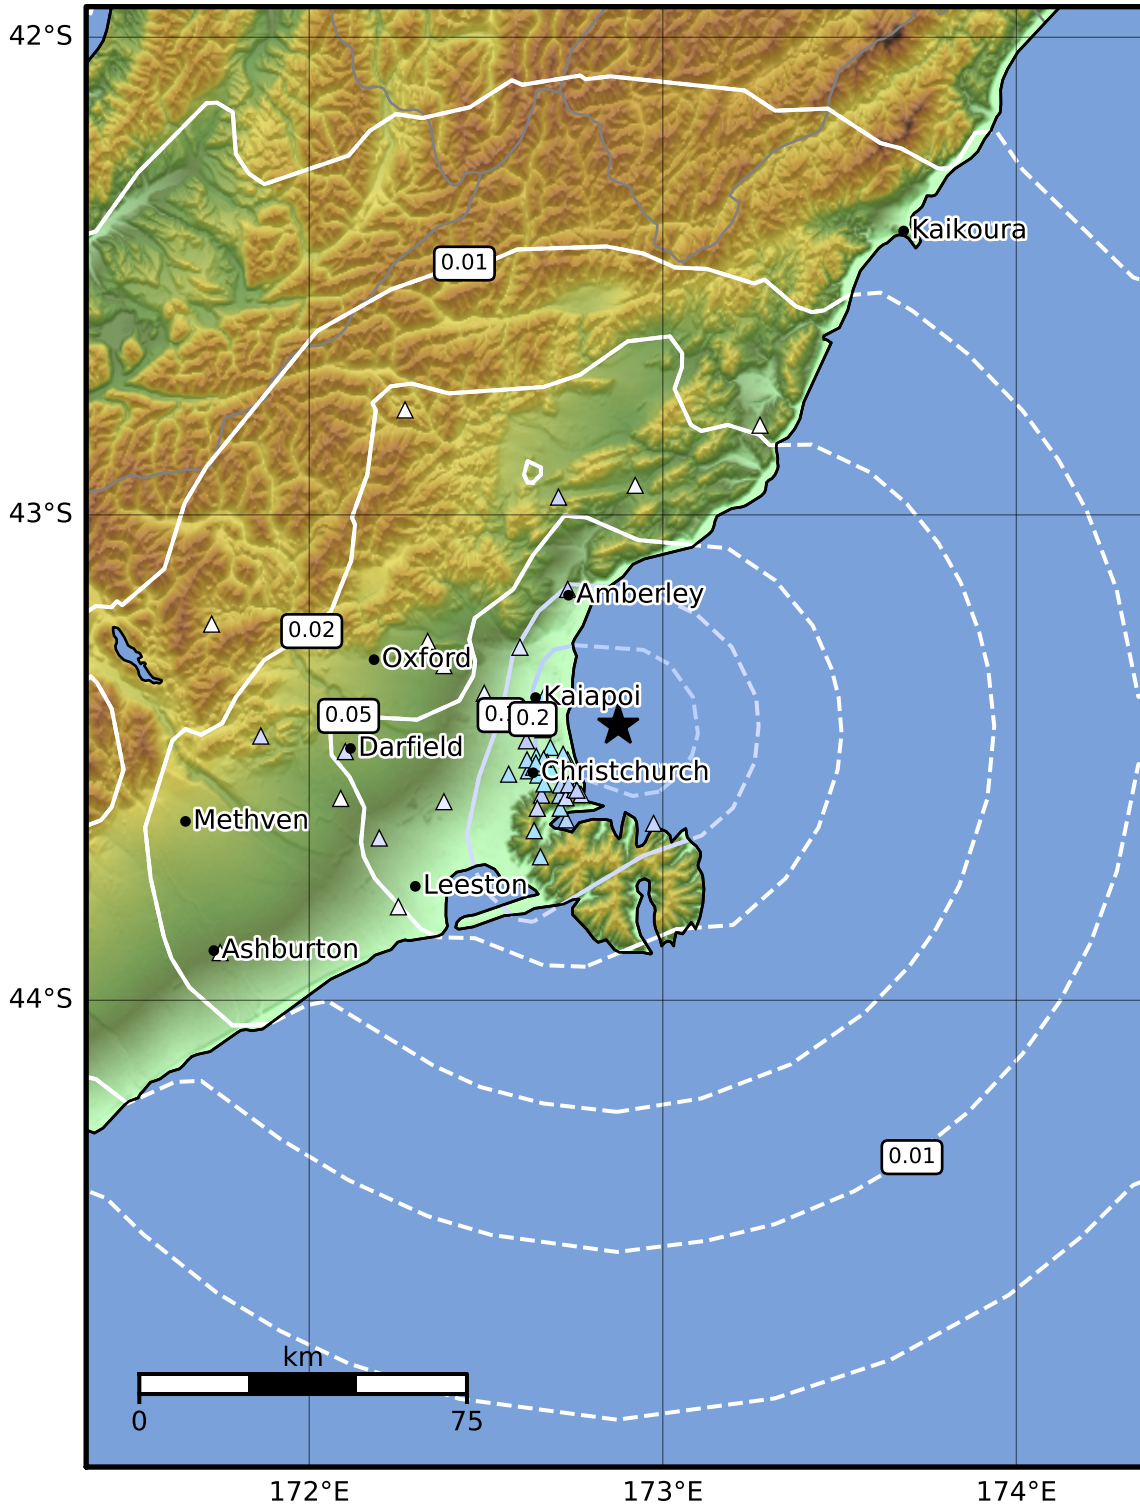 42°S
Kaikoura
0.01
43°S
Amberley
0.02
Oxford
Kaiapoi
0.05
0.2
Darfield
Christchurch
Methven
Leeston
Ashburton
44°S
0.01
km
0
75
172°E
173°E
174°E